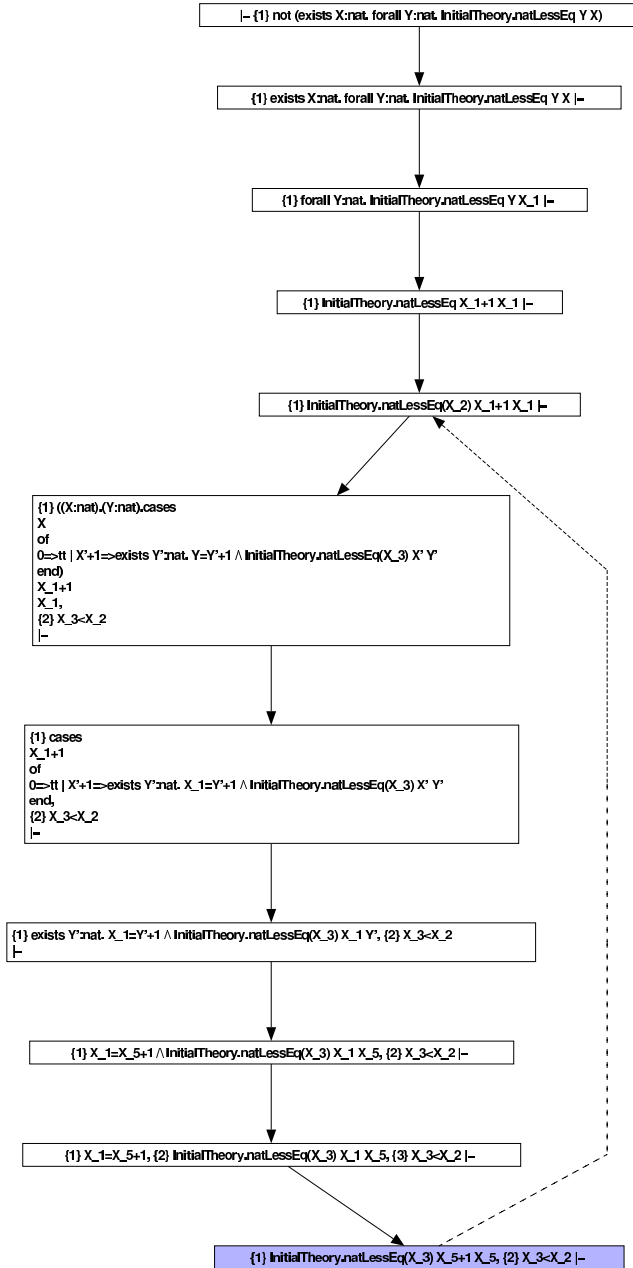 |– {1} not (exists X:nat. forall Y:nat. InitialTheory.natLessEq Y X)
{1} exists X:nat. forall Y:nat. InitialTheory.natLessEq Y X |–
{1} forall Y:nat. InitialTheory.natLessEq Y X_1 |–
{1} InitialTheory.natLessEq X_1+1 X_1 |–
{1} InitialTheory.natLessEq(X_2) X_1+1 X_1 |–
{1} ((X:nat).(Y:nat).cases
X
of
0=>tt | X'+1=>exists Y':nat. Y=Y'+1 /\ InitialTheory.natLessEq(X_3) X' Y'
end)
X_1+1
X_1,
{2} X_3<X_2
|–
{1} cases
X_1+1
of
0=>tt | X'+1=>exists Y':nat. X_1=Y'+1 /\ InitialTheory.natLessEq(X_3) X' Y'
end,
{2} X_3<X_2
|–
{1} exists Y':nat. X_1=Y'+1 /\ InitialTheory.natLessEq(X_3) X_1 Y', {2} X_3<X_2
|–
{1} X_1=X_5+1 /\ InitialTheory.natLessEq(X_3) X_1 X_5, {2} X_3<X_2 |–
{1} X_1=X_5+1, {2} InitialTheory.natLessEq(X_3) X_1 X_5, {3} X_3<X_2 |–
{1} InitialTheory.natLessEq(X_3) X_5+1 X_5, {2} X_3<X_2 |–